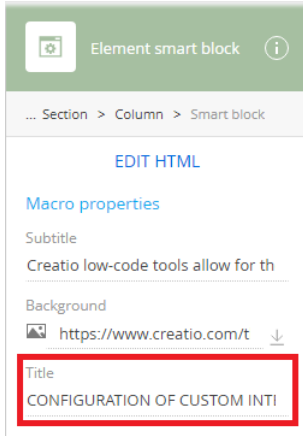 Element smart block
... Section > Column > Smart block
EDIT HTML
Macro properties
Subtitle
Creatio low-code tools allow for th
Background
https://www.creatio.com/t
Title
CONFIGURATION OF CUSTOM INTI